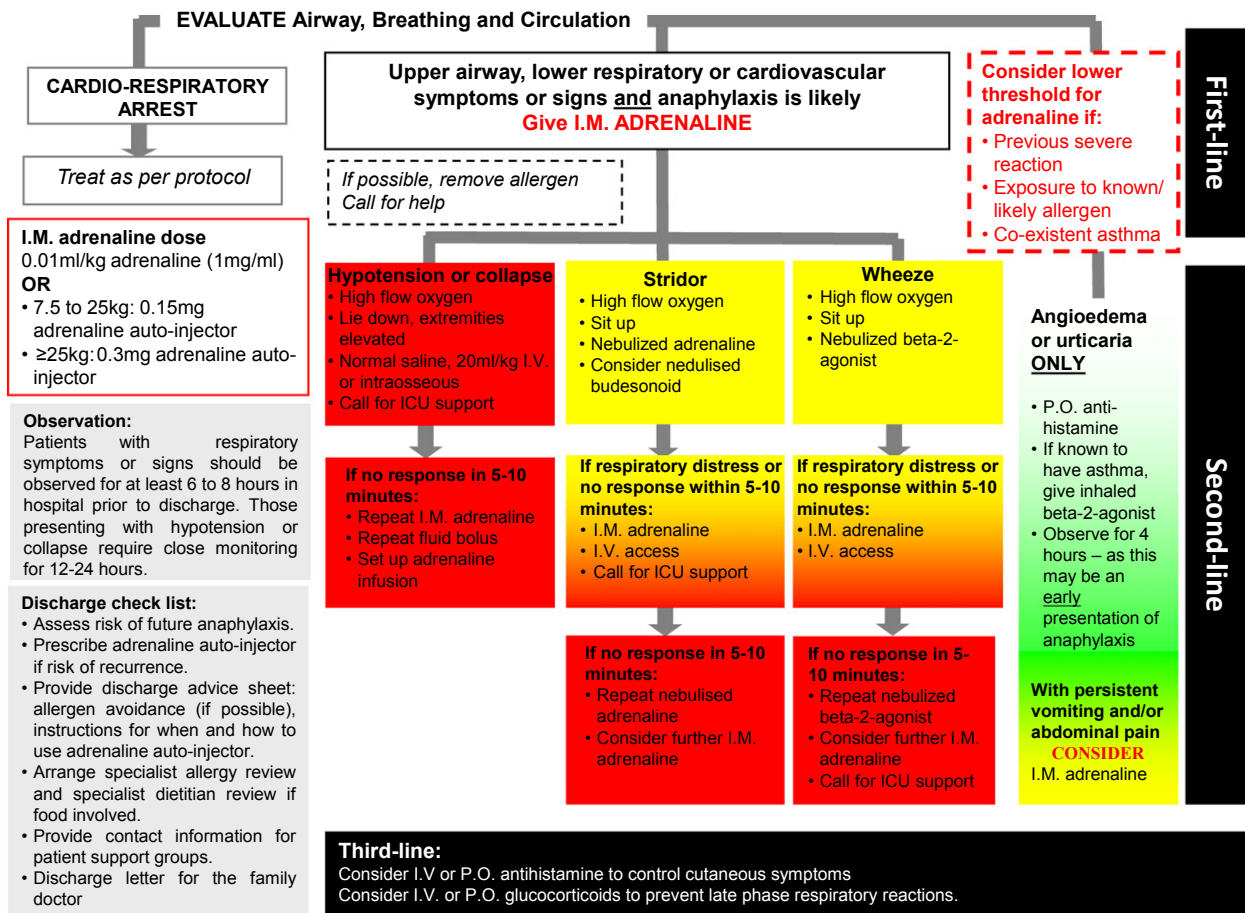 EVALUATE Airway, Breathing and Circulation
CARDIO-RESPIRATORY
ARREST
Treat as per protocol
I.M. adrenaline dose
0.01ml/kg adrenaline (1mg/ml)
OR
• 7.5 to 25kg: 0.15mg
adrenaline auto-injector
• ≥25kg: 0.3mg adrenaline auto-
injector
Observation:
Patients with respiratory
symptoms or signs should be
observed for at least 6 to 8 hours in
hospital prior to discharge. Those
presenting with hypotension or
collapse require close monitoring
for 12-24 hours.
Discharge check list:
• Assess risk of future anaphylaxis.
• Prescribe adrenaline auto-injector
if risk of recurrence.
• Provide discharge advice sheet:
allergen avoidance (if possible),
instructions for when and how to
use adrenaline auto-injector.
• Arrange specialist allergy review
and specialist dietitian review if
food involved.
• Provide contact information for
patient support groups.
• Discharge letter for the family
doctor
Upper airway, lower respiratory or cardiovascular
symptoms or signs and anaphylaxis is likely
Give I.M. ADRENALINE
If possible, remove allergen
Call for help
Hypotension or collapse
• High flow oxygen
• Lie down, extremities
elevated
• Normal saline, 20ml/kg I.V.
or intraosseous
• Call for ICU support
If no response in 5-10
minutes:
• Repeat I.M. adrenaline
• Repeat fluid bolus
• Set up adrenaline
infusion
Stridor
• High flow oxygen
• Sit up
• Nebulized adrenaline
• Consider nedulised
budesonoid
If respiratory distress or
no response within 5-10
minutes:
• I.M. adrenaline
• I.V. access
• Call for ICU support
If no response in 5-10
minutes:
• Repeat nebulised
adrenaline
• Consider further I.M.
adrenaline
Wheeze
• High flow oxygen
• Sit up
• Nebulized beta-2-
agonist
If respiratory distress or
no response within 5-10
minutes:
• I.M. adrenaline
• I.V. access
If no response in 5-
10 minutes:
• Repeat nebulized
beta-2-agonist
• Consider further I.M.
adrenaline
• Call for ICU support
Consider lower
threshold for
adrenaline if:
• Previous severe
reaction
• Exposure to known/
likely allergen
• Co-existent asthma
Angioedema
or urticaria
ONLY
• P.O. anti-
histamine
• If known to
have asthma,
give inhaled
beta-2-agonist
• Observe for 4
hours – as this
may be an
early
presentation of
anaphylaxis
With persistent
vomiting and/or
abdominal pain
CONSIDER
I.M. adrenaline
First-line
Second-line
Third-line:
Consider I.V or P.O. antihistamine to control cutaneous symptoms
Consider I.V. or P.O. glucocorticoids to prevent late phase respiratory reactions.